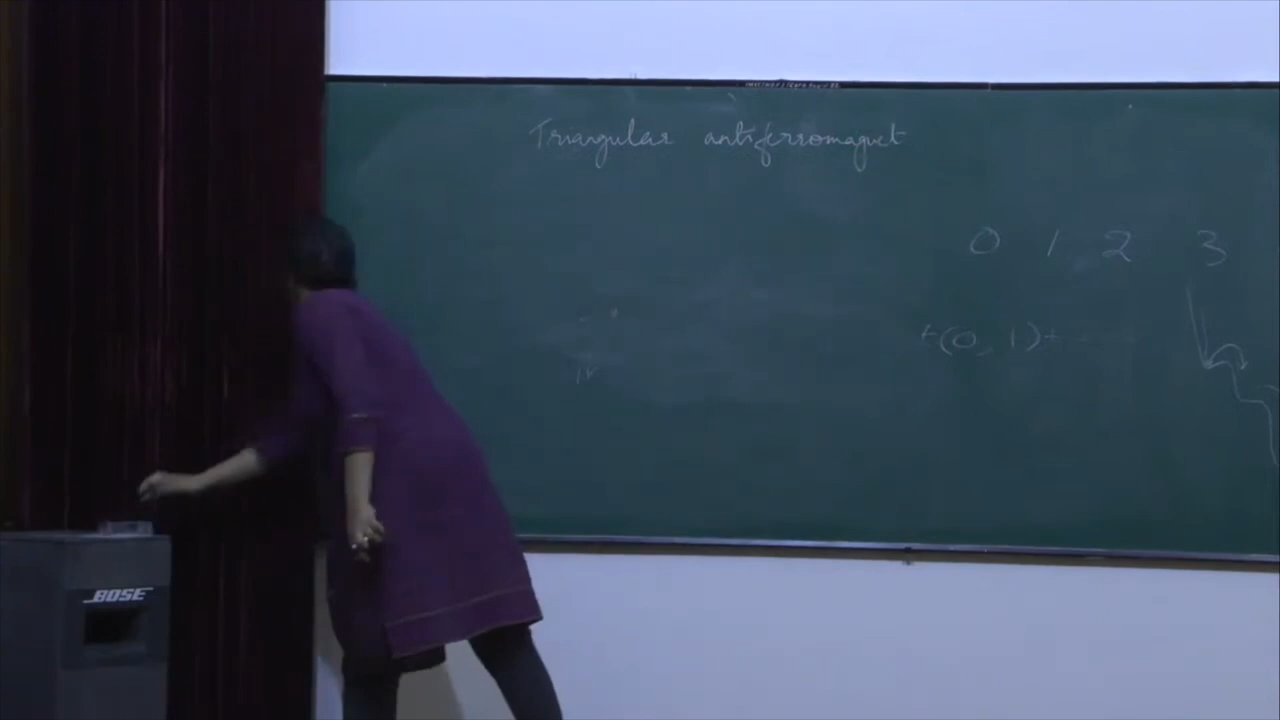 Triangular antiferromagnet
0 1 2 3
+(0, 1)+
BOSE